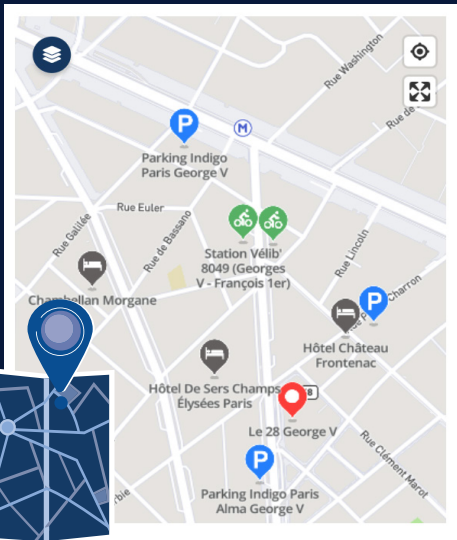 Rue Washington
Rue de
P
M
Parking Indigo
Paris George V
Rue Euler
Rue de Bassano
Rue Galilée
Station Vélib'
8049 (Georges
V - François 1er)
Rue Lincoln
Chambellan Morgane
P
Charron
Hôtel Château
Frontenac
Hôtel De Sers Champs
Élysées Paris
8
Le 28 George V
Rue Clément Marot
P
Parking Indigo Paris
Alma George V